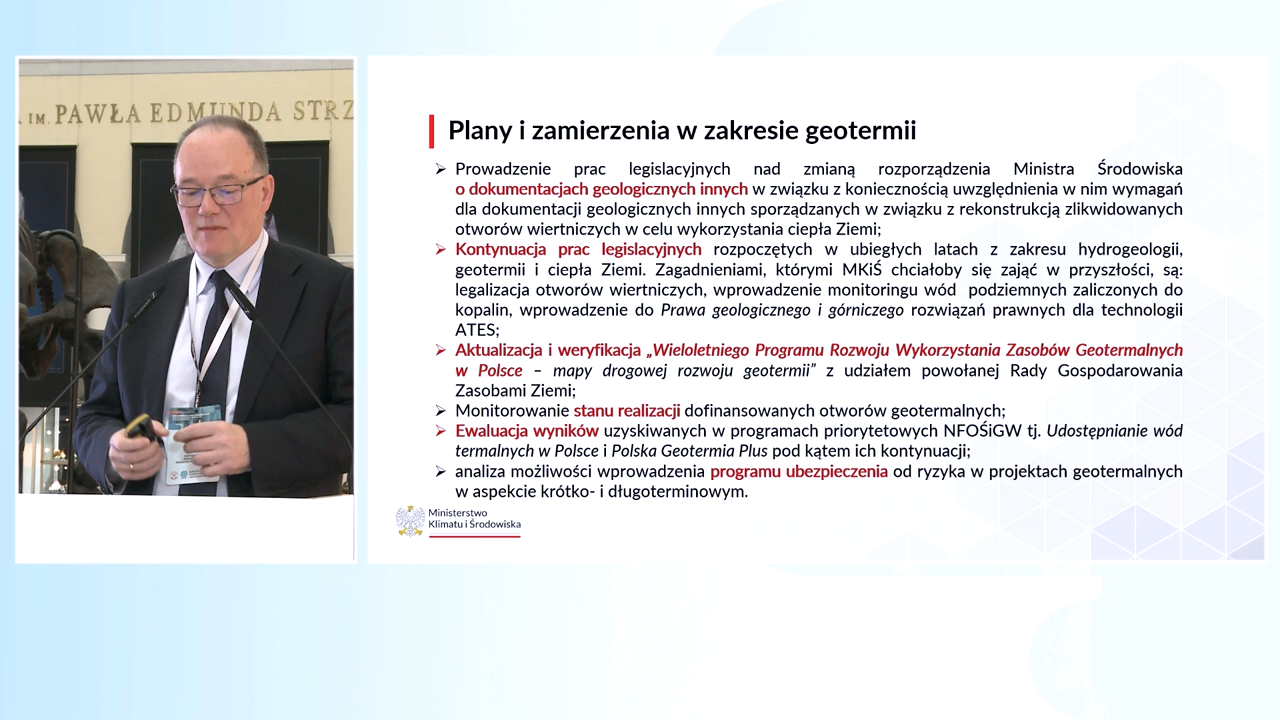 IM. PAWŁA EDMUNDA STRZ
Plany i zamierzenia w zakresie geotermii
➢ Prowadzenie prac legislacyjnych nad zmianą rozporządzenia Ministra Środowiska
o dokumentacjach geologicznych innych w związku z koniecznością uwzględnienia w nim wymagań
dla dokumentacji geologicznych innych sporządzanych w związku z rekonstrukcją zlikwidowanych
otworów wiertniczych w celu wykorzystania ciepła Ziemi;
➢ Kontynuacja prac legislacyjnych rozpoczętych w ubiegłych latach z zakresu hydrogeologii,
geotermii i ciepła Ziemi. Zagadnieniami, którymi MKiŚ chciałoby się zająć w przyszłości, są:
legalizacja otworów wiertniczych, wprowadzenie monitoringu wód podziemnych zaliczonych do
kopalin, wprowadzenie do Prawa geologicznego i górniczego rozwiązań prawnych dla technologii
ATES;
➢ Aktualizacja i weryfikacja „Wieloletniego Programu Rozwoju Wykorzystania Zasobów Geotermalnych
w Polsce – mapy drogowej rozwoju geotermii” z udziałem powołanej Rady Gospodarowania
Zasobami Ziemi;
➢ Monitorowanie stanu realizacji dofinansowanych otworów geotermalnych;
➢ Ewaluacja wyników uzyskiwanych w programach priorytetowych NFOŚiGW tj. Udostępnianie wód
termalnych w Polsce i Polska Geotermia Plus pod kątem ich kontynuacji;
➢ analiza możliwości wprowadzenia programu ubezpieczenia od ryzyka w projektach geotermalnych
w aspekcie krótko- i długoterminowym.
Ministerstwo
Klimatu i Środowiska